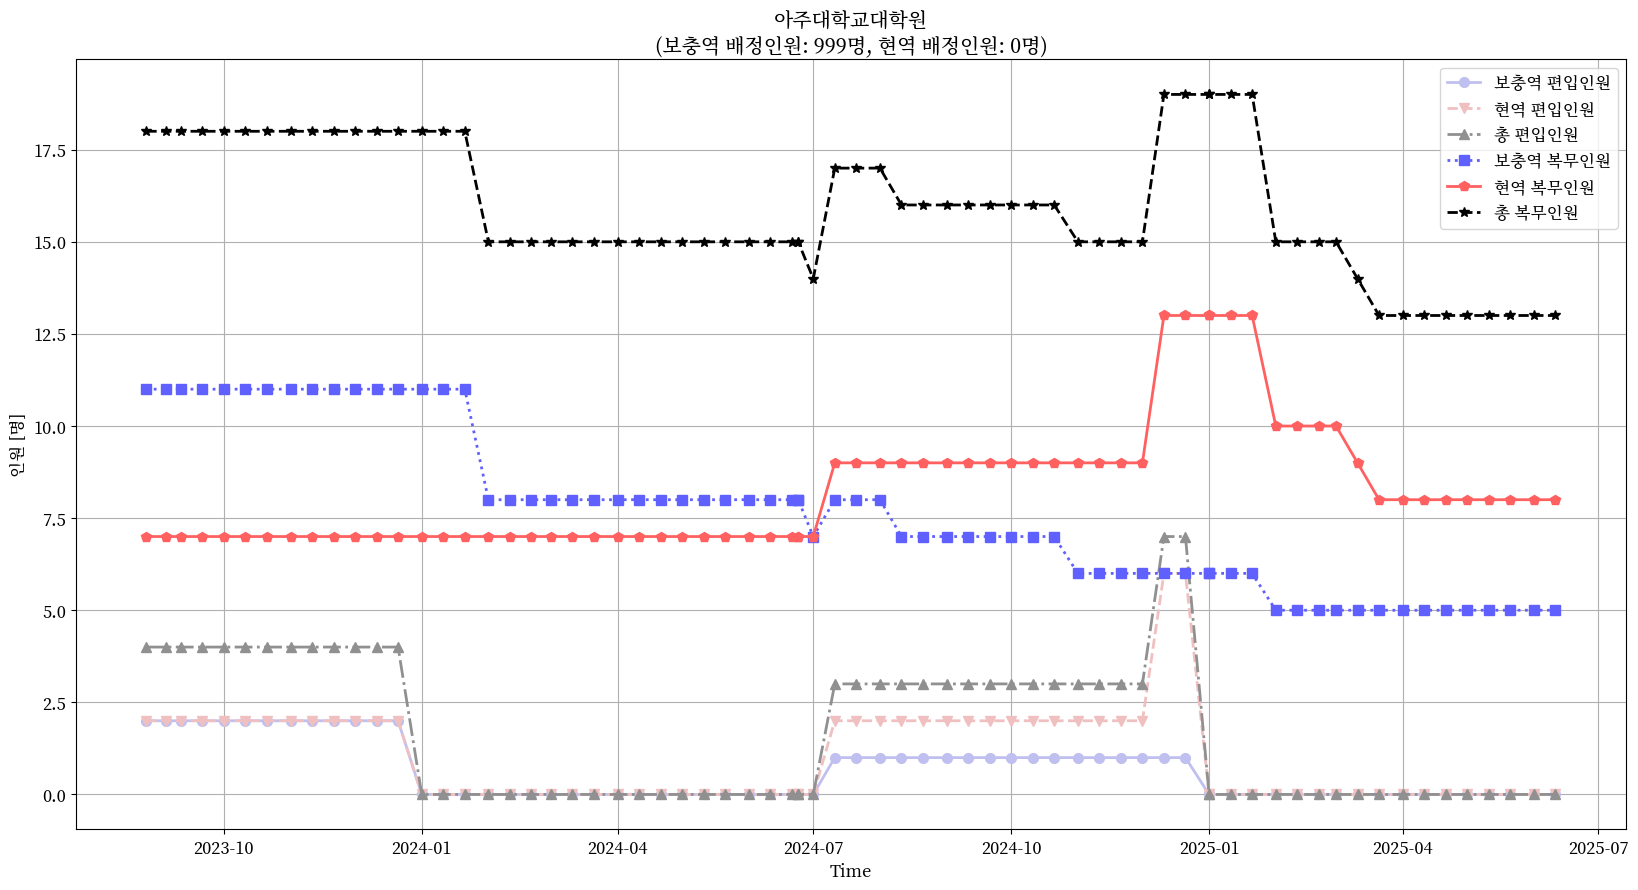 아주대학교대학원
(보충역 배정인원: 999명, 현역 배정인원: 0명)
보충역 편입인원
현역 편입인원
총 편입인원
보충역 복무인원
현역 복무인원
총 복무인원
인원 [명]
17.5
15.0
12.5
10.0
7.5
5.0
2.5
0.0
2023-10
2024-01
2024-04
2024-07
2024-10
2025-01
2025-04
2025-07
Time